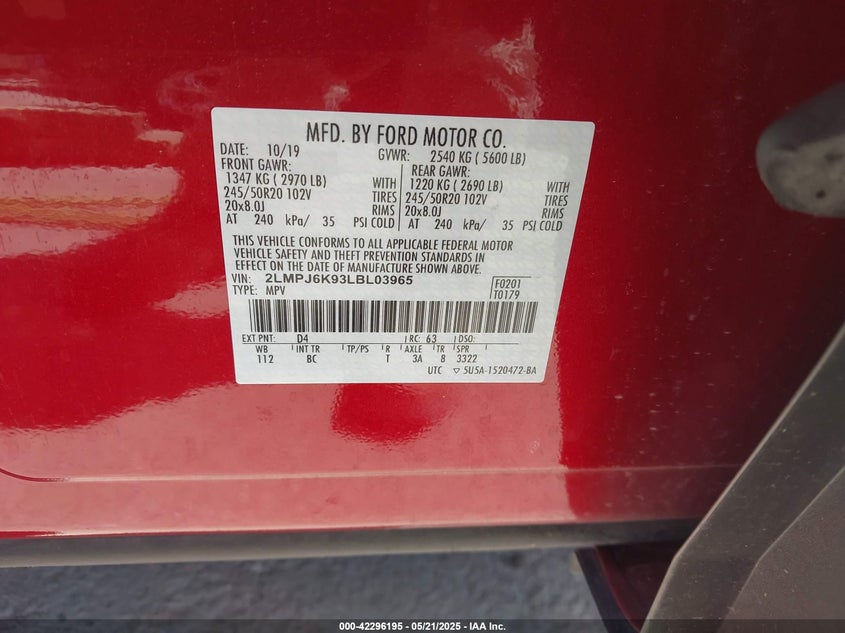 MFD. BY FORD MOTOR CO.
DATE: 10/19 GVWR: 2540 KG ( 5600 LB)
FRONT GAWR: REAR GAWR:
1347 KG ( 2970 LB) WITH 1220 KG ( 2690 LB) WITH
245/50R20 102V TIRES 245/50R20 102V TIRES
20x8.0J RIMS 20x8.0J RIMS
AT 240 kPa/ 35 PSI COLD AT 240 kPa/ 35 PSI COLD
THIS VEHICLE CONFORMS TO ALL APPLICABLE FEDERAL MOTOR
VEHICLE SAFETY AND THEFT PREVENTION STANDARDS IN
EFFECT ON THE DATE OF MANUFACTURE SHOWN ABOVE.
VIN: 2LMPJ6K93LBL03965 F0201
TYPE: MPV T0179
EXT PNT: D4 RC: 63 DSO:
WB INT TR TP/PS R AXLE TR SPR
112 BC T 3A 8 3322
UTC ▽ 5U5A-1520472-BA
000-42296195 - 05/21/2025 - IAA Inc.